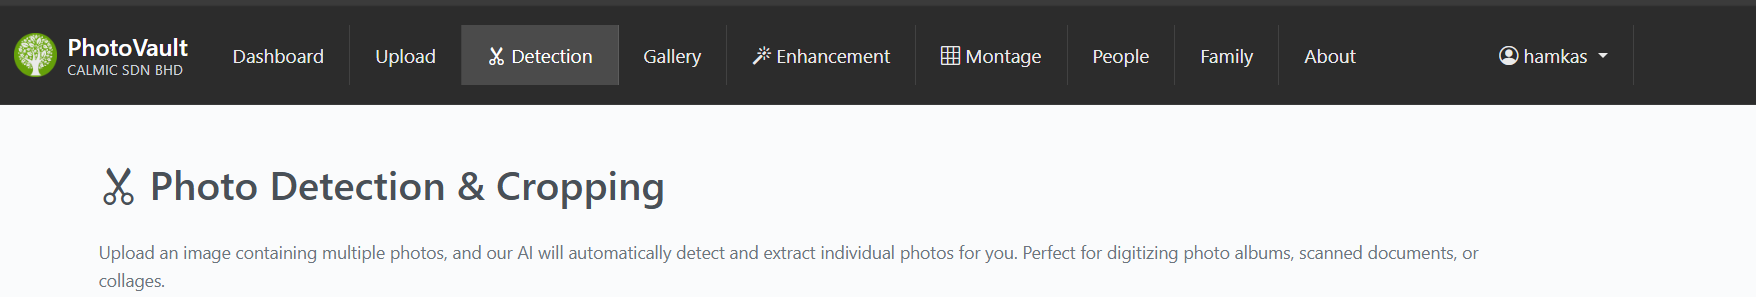 PhotoVault
CALMIC SDN BHD
Dashboard
Upload
Detection
Gallery
Enhancement
Montage
People
Family
About
hamkas
Photo Detection & Cropping
Upload an image containing multiple photos, and our AI will automatically detect and extract individual photos for you. Perfect for digitizing photo albums, scanned documents, or
collages.